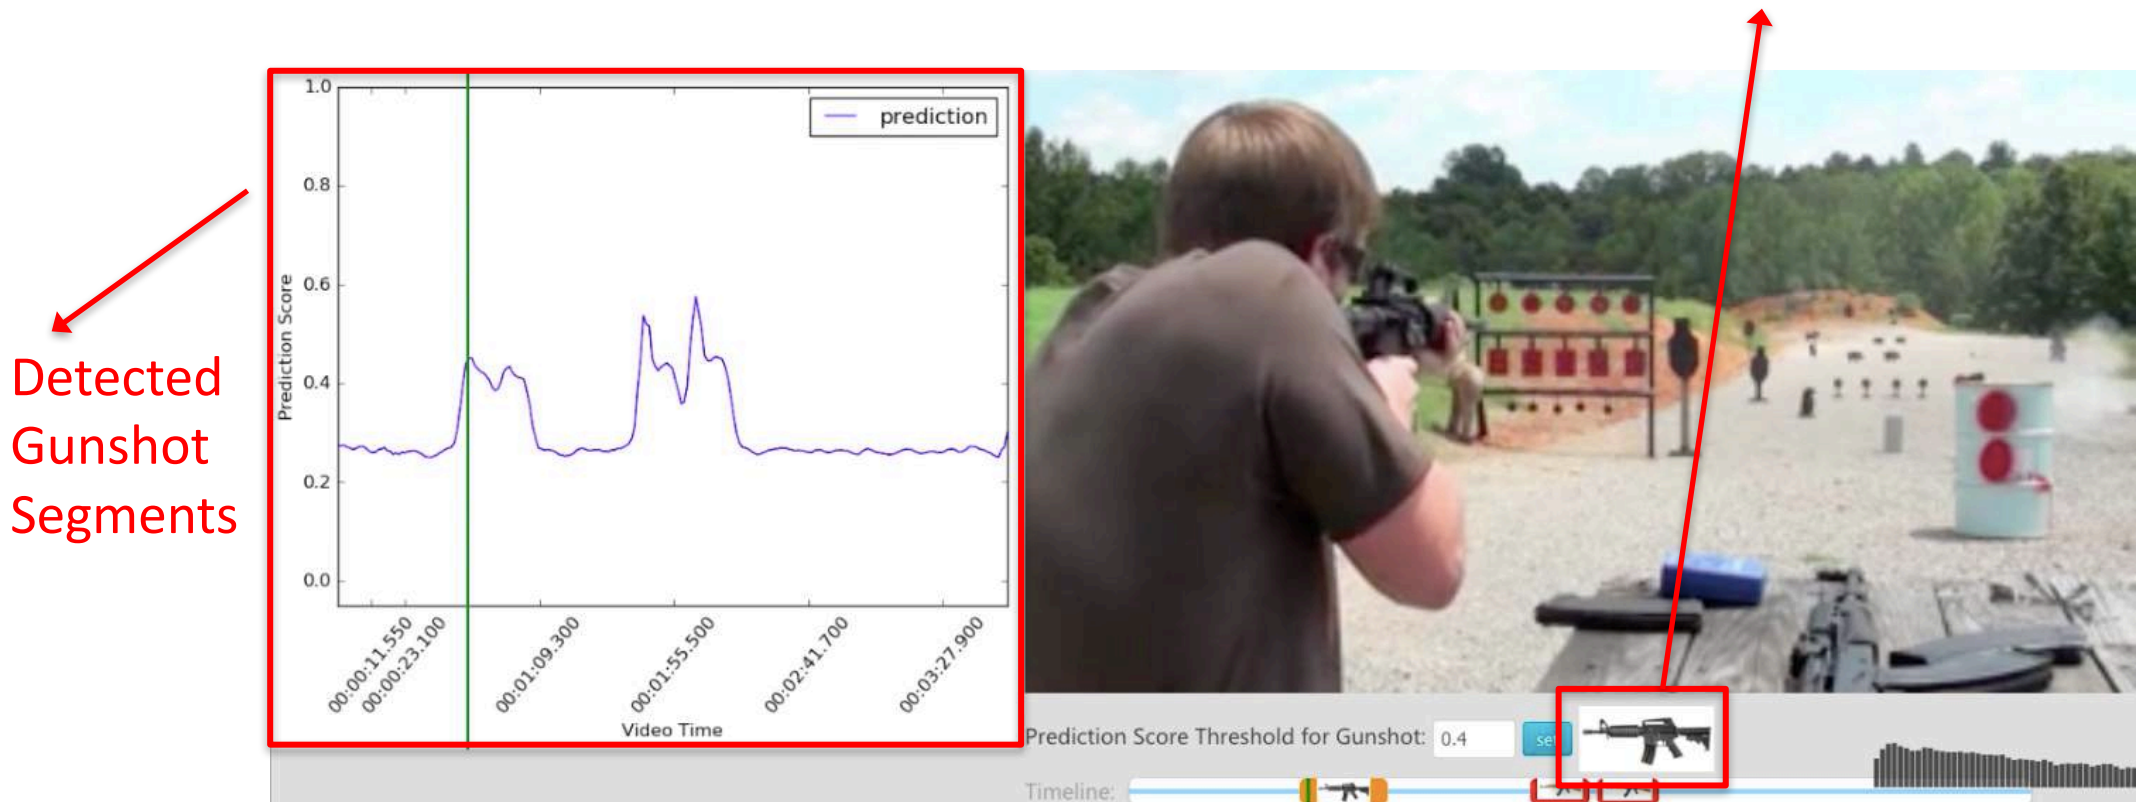 Detected
Gunshot
Segments
1.0
0.8
0.6
0.4
0.2
0.0
Prediction Score
prediction
00:00:11.550
00:00:23.100
00:01:09.300
00:01:55.500
00:02:41.700
00:03:27.900
Video Time
Prediction Score Threshold for Gunshot: 0.4
Timeline: